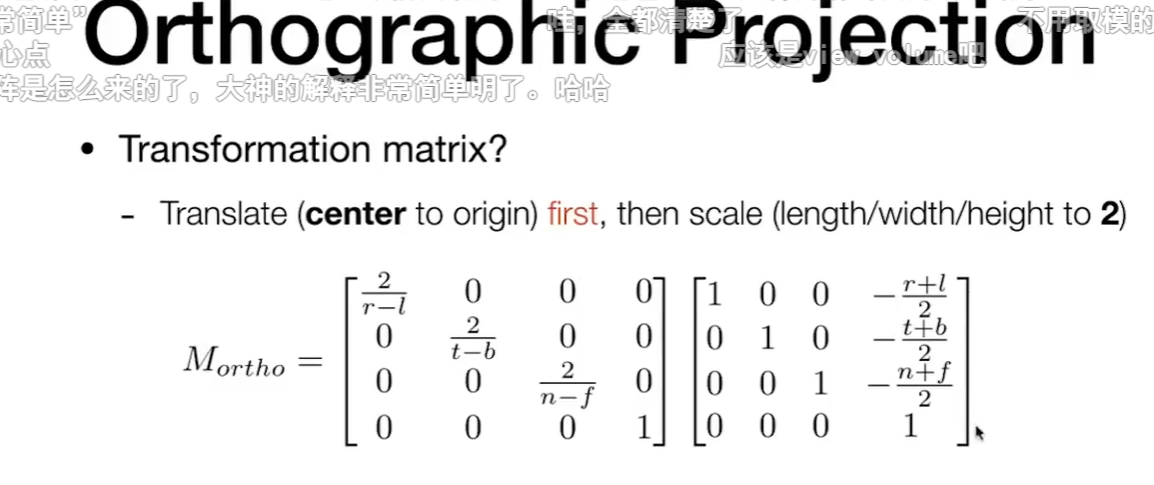 常简单”
哇，全都清楚了
不用取模的
Orthographic Projection
心点
应该是view volume吧
阵是怎么来的了，大神的解释非常简单明了。哈哈
• Transformation matrix?
- Translate (center to origin) first, then scale (length/width/height to 2)
M_{ortho} = \begin{bmatrix} \frac{2}{r-l} & 0 & 0 & 0 \\ 0 & \frac{2}{t-b} & 0 & 0 \\ 0 & 0 & \frac{2}{n-f} & 0 \\ 0 & 0 & 0 & 1 \end{bmatrix} \begin{bmatrix} 1 & 0 & 0 & -\frac{r+l}{2} \\ 0 & 1 & 0 & -\frac{t+b}{2} \\ 0 & 0 & 1 & -\frac{n+f}{2} \\ 0 & 0 & 0 & 1 \end{bmatrix}